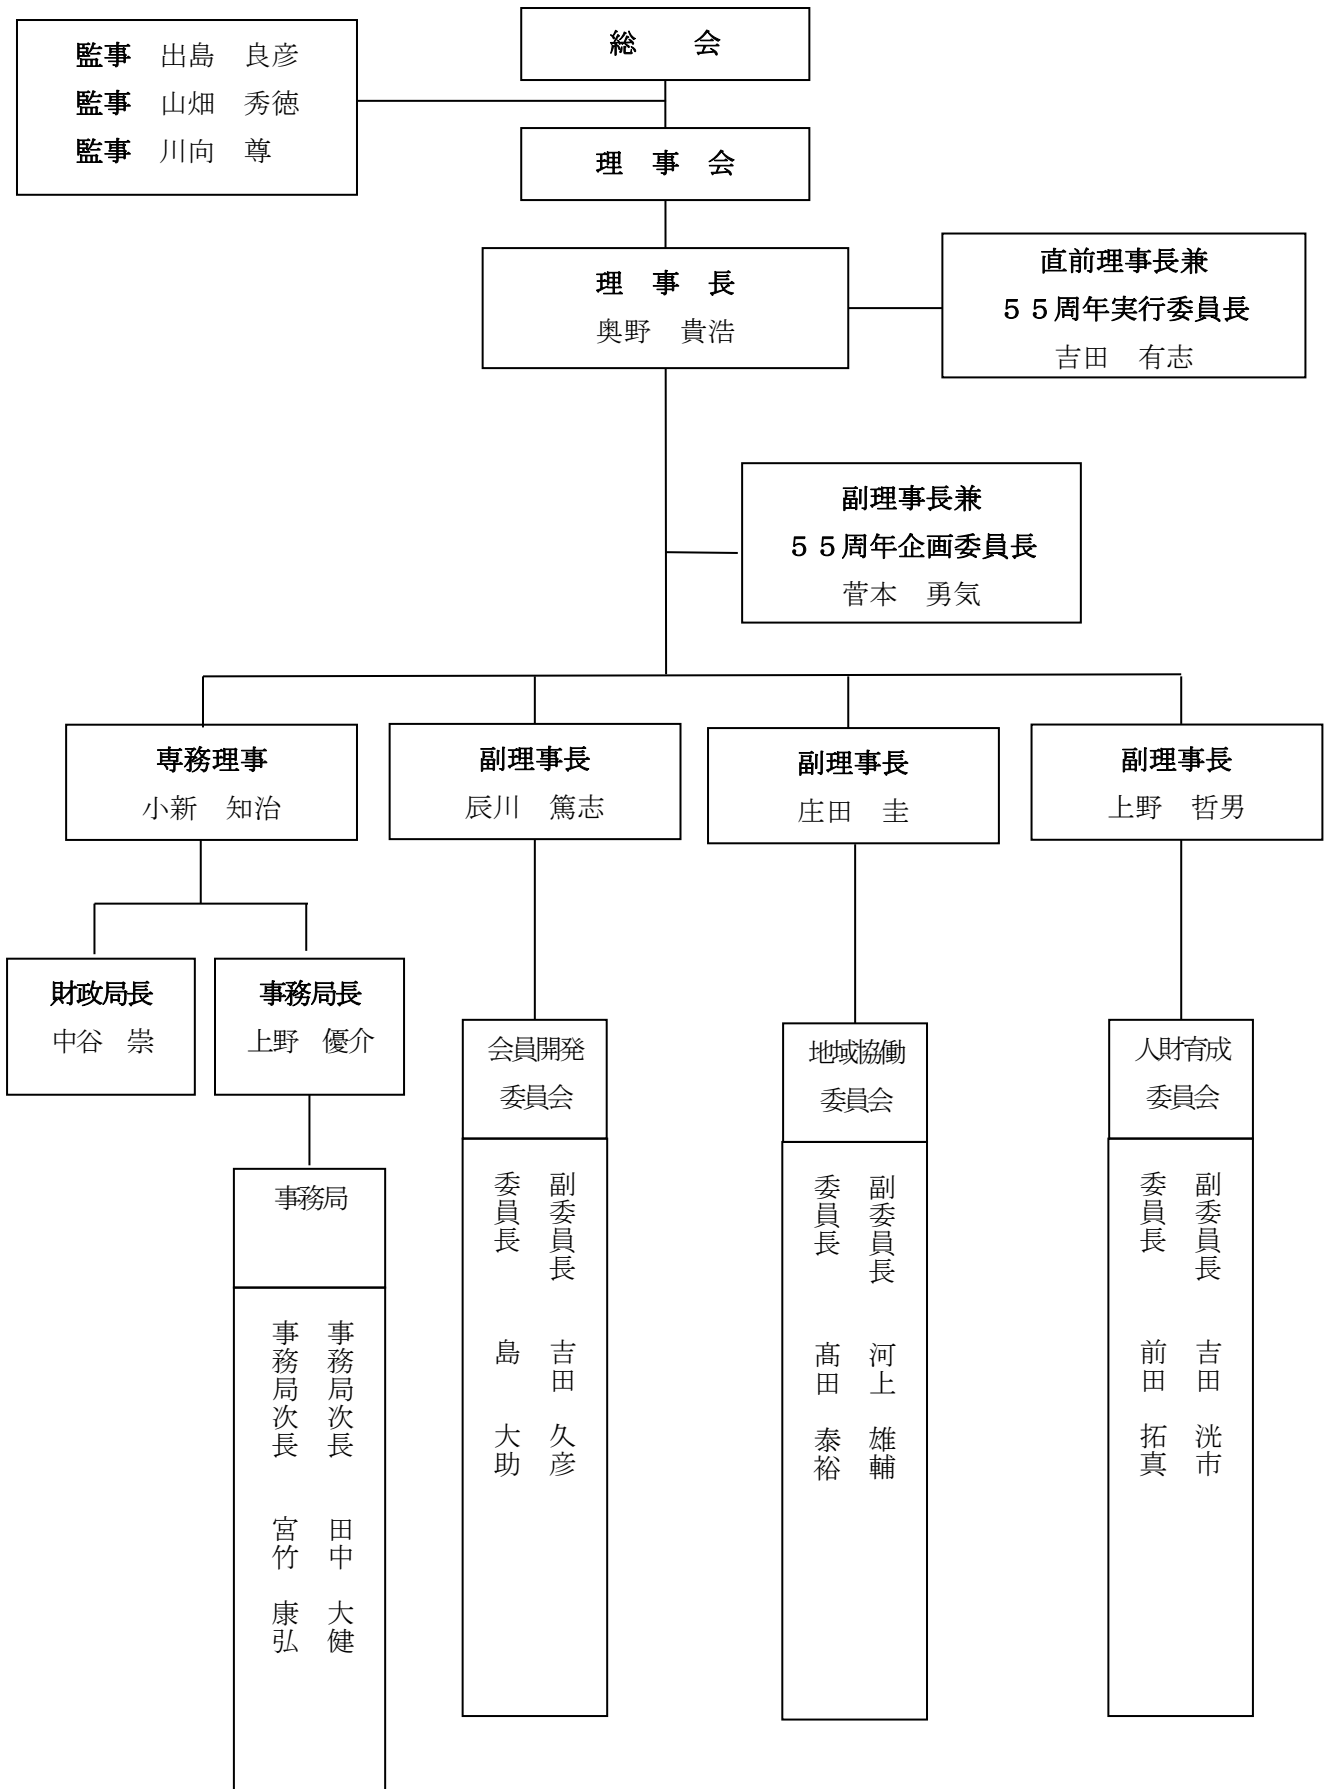 総　会
監事　出島　良彦
監事　山畑　秀徳
監事　川向　尊
理　事　会
理　事　長
奥野　貴浩
直前理事長兼
５５周年実行委員長
吉田　有志
副理事長兼
５５周年企画委員長
菅本　勇気
専務理事
小新　知治
副理事長
辰川　篤志
副理事長
庄田　圭
副理事長
上野　哲男
財政局長
中谷　崇
事務局長
上野　優介
事務局
事務局次長　田中　大健
事務局次長　宮竹　康弘
会員開発
委員会
副委員長　吉田　久彦
委員長　島　大助
地域協働
委員会
副委員長　河上　雄輔
委員長　髙田　泰裕
人財育成
委員会
副委員長　吉田　洸市
委員長　前田　拓真